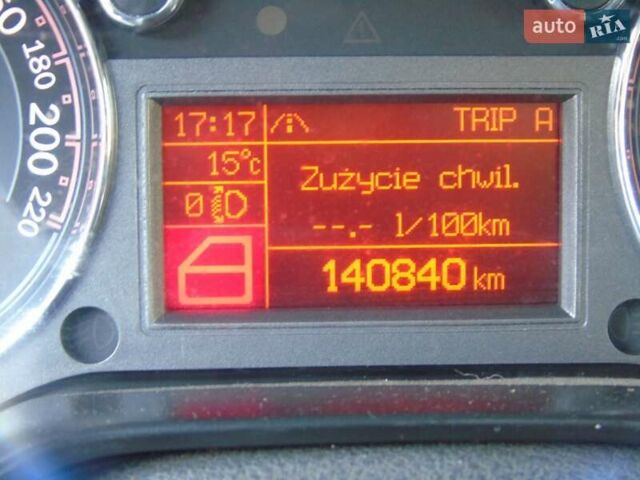 auto RIA
.com
180
200
220
17:17 TRIP A
15°C
Zużycie chwil.
0
--.- l/100km
140840 km